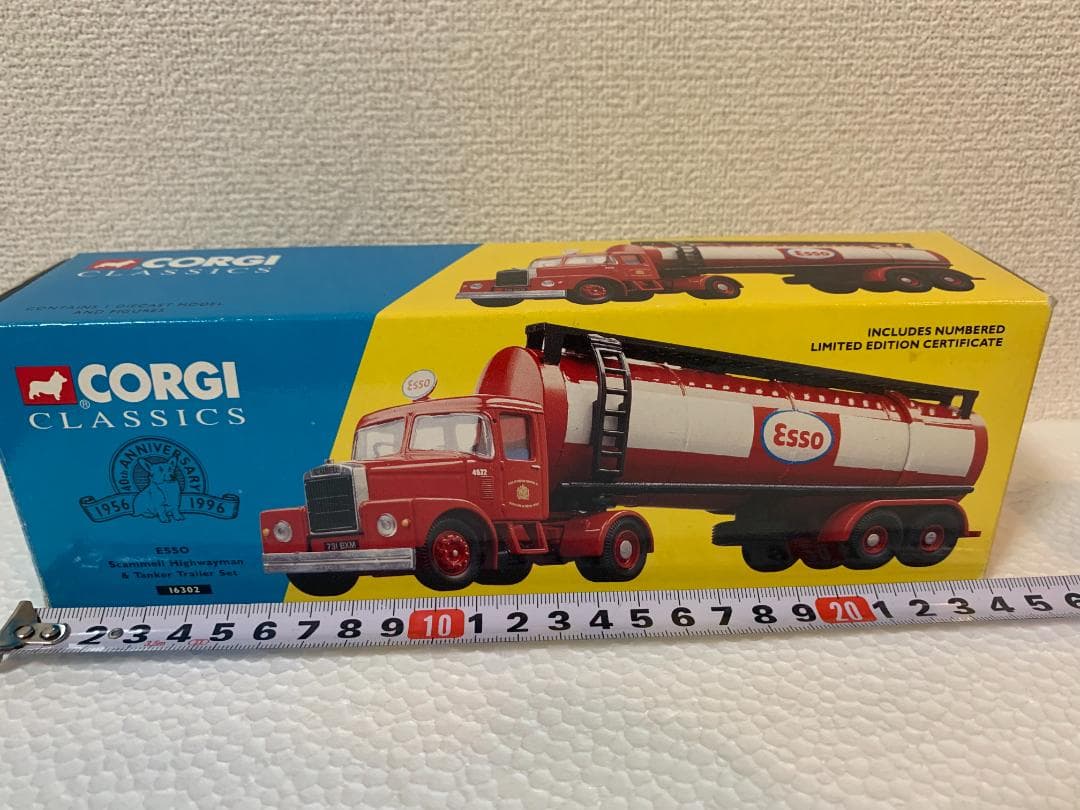 CORGI
CLASSICS
CONTAINS 1 DIECAST MODEL
AND FIGURES
Esso
INCLUDES NUMBERED
LIMITED EDITION CERTIFICATE
CORGI
®
CLASSICS
40th ANNIVERSARY
1956 1996
ESSO
Scammell Highwayman
& Tanker Trailer Set
16302
Esso
Esso
4672
731 BXM
2 3 4 5 6 7 8 9 10 1 2 3 4 5 6 7 8 9 20 1 2 3 4 5 6